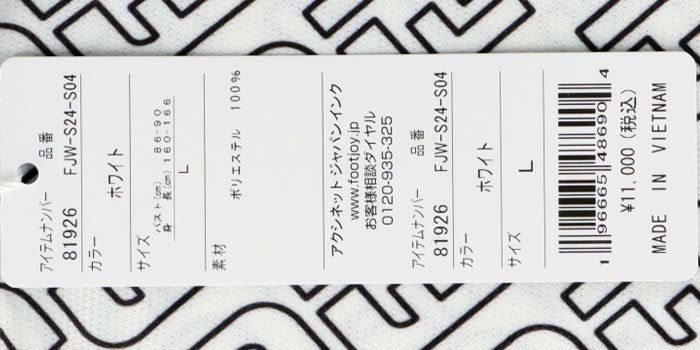 アイテムナンバー 品番
81926 FJW-S24-S04
カラー
ホワイト
サイズ
バスト(cm) 86-90
身長(cm) 160-166
L
素材
ポリエステル 100%
アクシネットジャパンインク
www.footjoy.jp
お客様相談ダイヤル
0120-935-325
アイテムナンバー 品番
81926 FJW-S24-S04
カラー
ホワイト
サイズ
L
1 96665 48690 4
¥11,000 (税込)
MADE IN VIETNAM